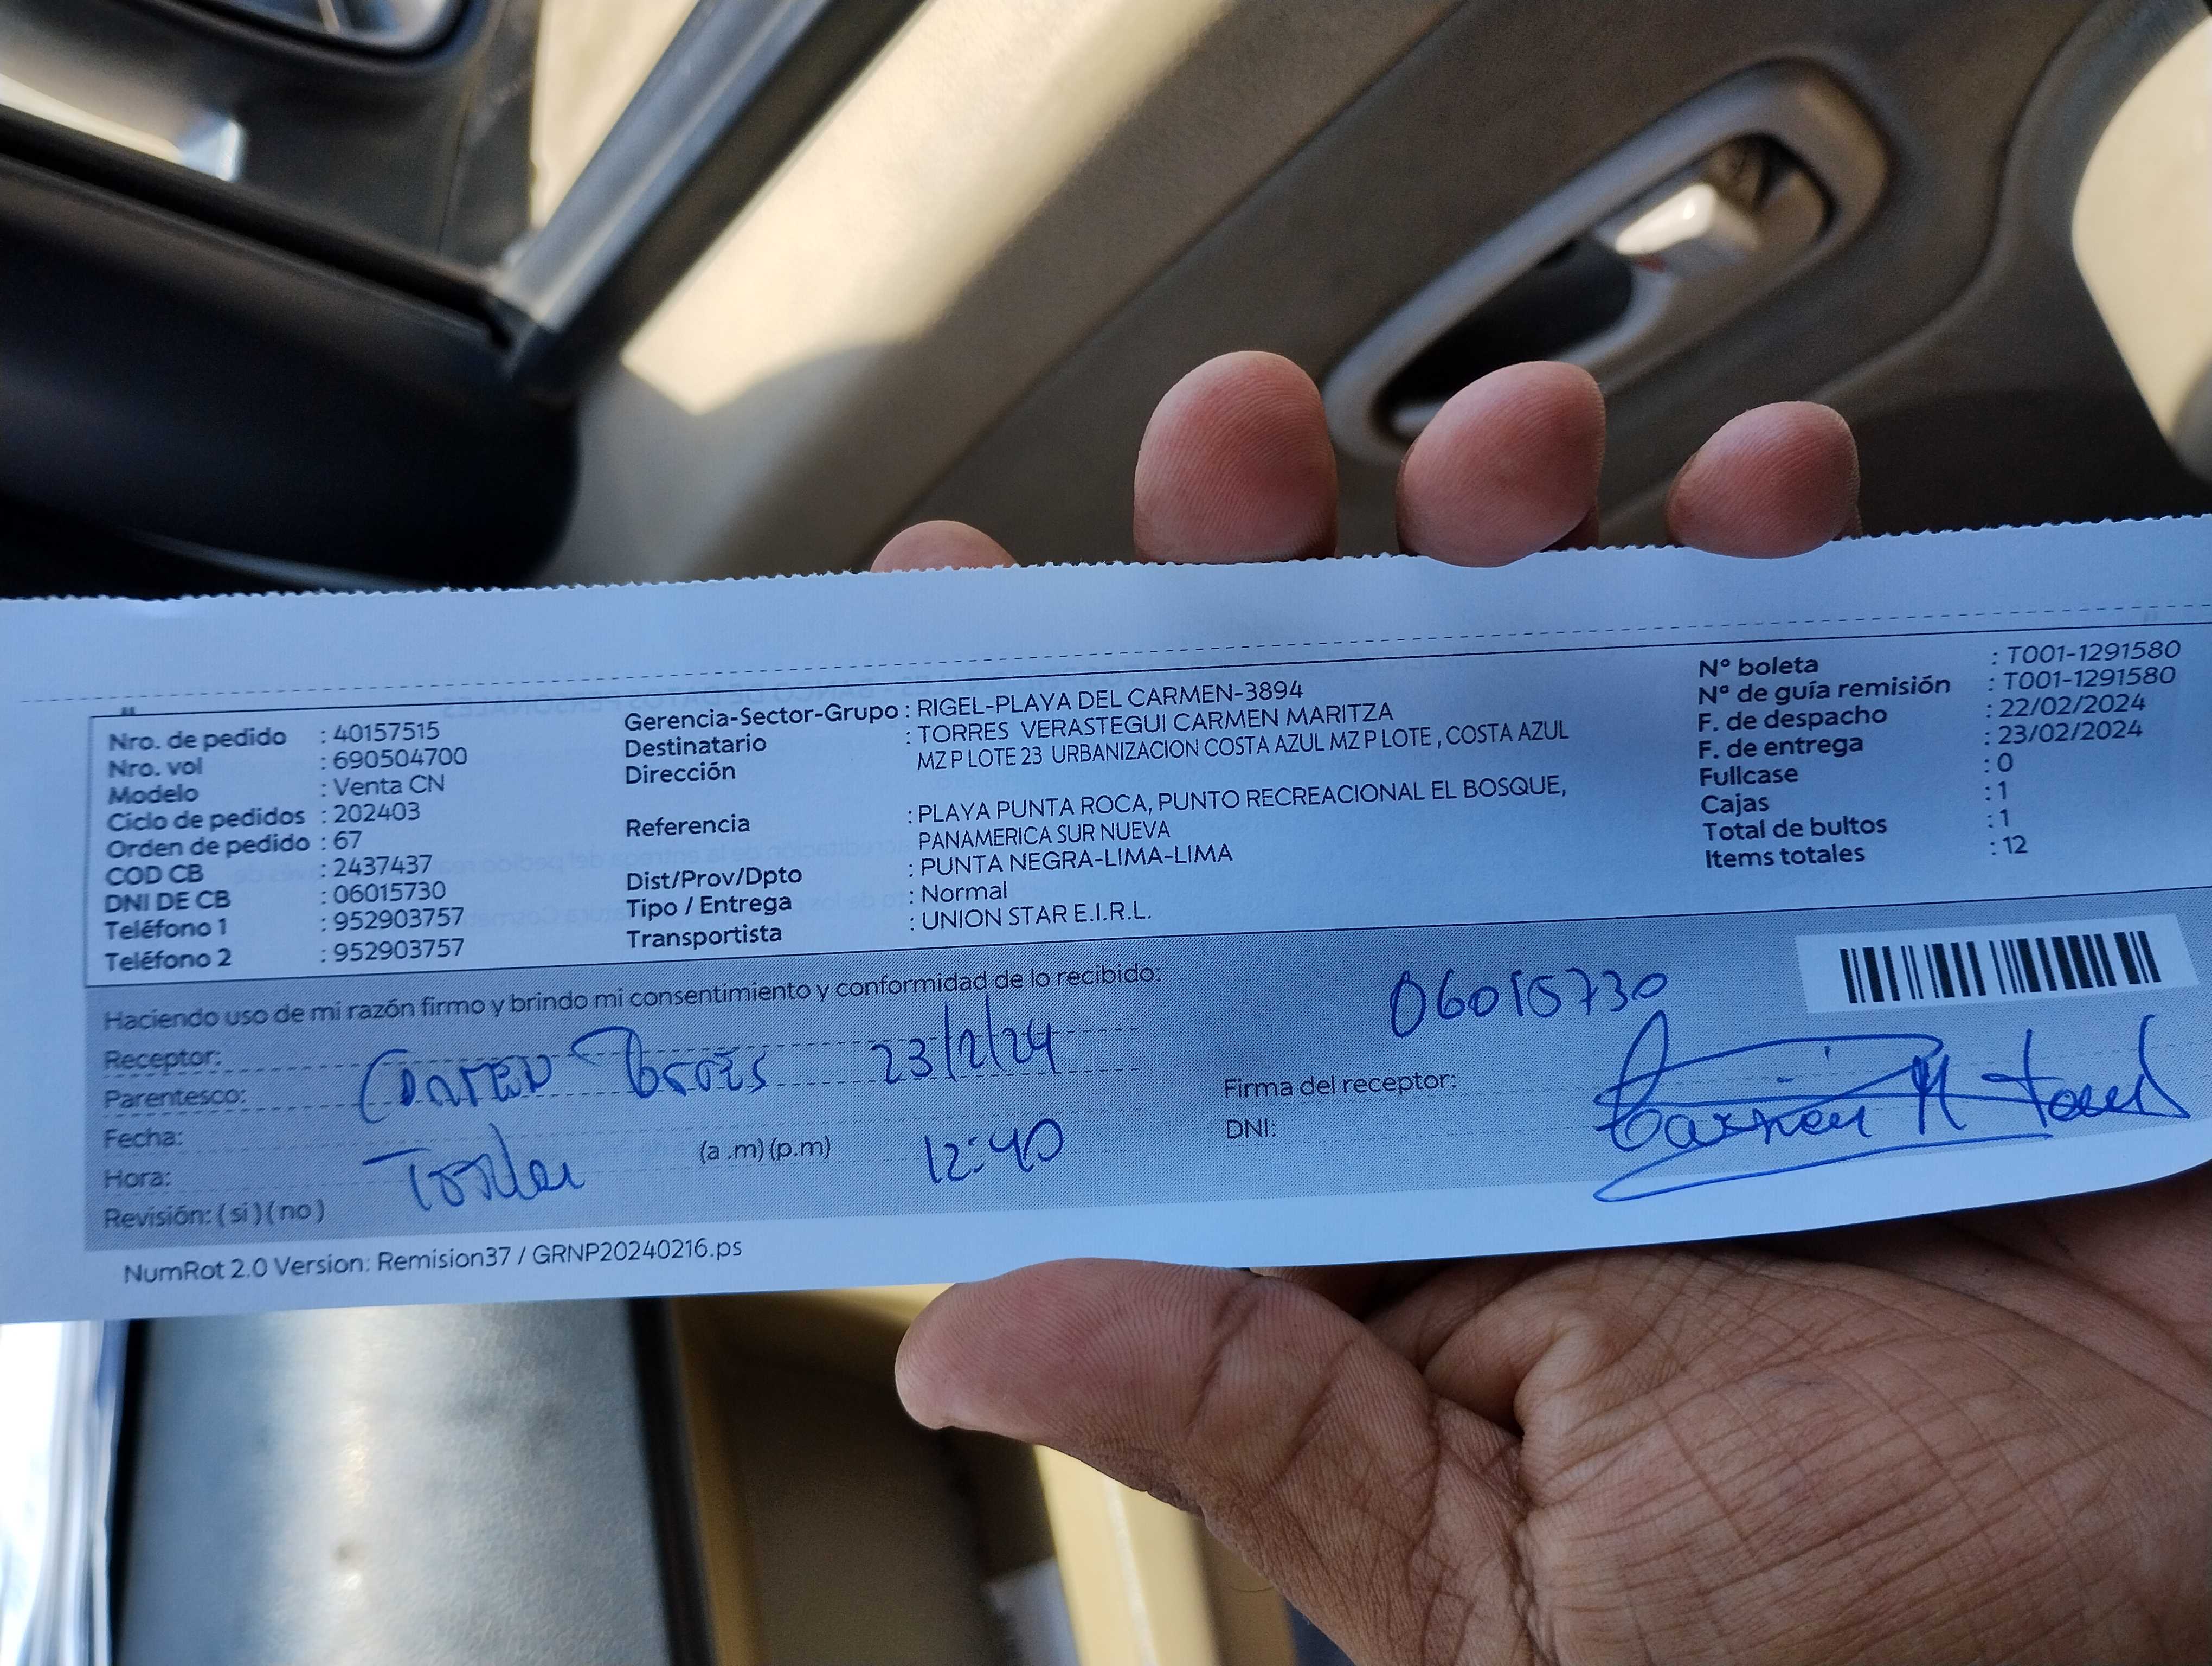 Nro. de pedido : 40157515
Nro. vol : 690504700
Modelo : Venta CN
Ciclo de pedidos : 202403
Orden de pedido : 67
COD CB : 2437437
DNI DE CB : 06015730
Teléfono 1 : 952903757
Teléfono 2 : 952903757
Gerencia-Sector-Grupo : RIGEL-PLAYA DEL CARMEN-3894
Destinatario : TORRES VERASTEGUI CARMEN MARITZA
Dirección MZ P LOTE 23 URBANIZACION COSTA AZUL MZ P LOTE , COSTA AZUL
Referencia : PLAYA PUNTA ROCA, PUNTO RECREACIONAL EL BOSQUE,
PANAMERICA SUR NUEVA
Dist/Prov/Dpto : PUNTA NEGRA-LIMA-LIMA
Tipo / Entrega : Normal
Transportista : UNION STAR E.I.R.L.
N° boleta : T001-1291580
N° de guía remisión : T001-1291580
F. de despacho : 22/02/2024
F. de entrega : 23/02/2024
Fullcase : 0
Cajas : 1
Total de bultos : 1
Items totales : 12
Haciendo uso de mi razón firmo y brindo mi consentimiento y conformidad de lo recibido:
06015730
Receptor:
Carmen Torres 23/2/24
Parentesco:
Fecha:
Hora: (a .m) (p.m) 12:40
Revisión: ( si ) ( no )
Firma del receptor: Carmen M
DNI:
NumRot 2.0 Version: Remision37 / GRNP20240216.ps